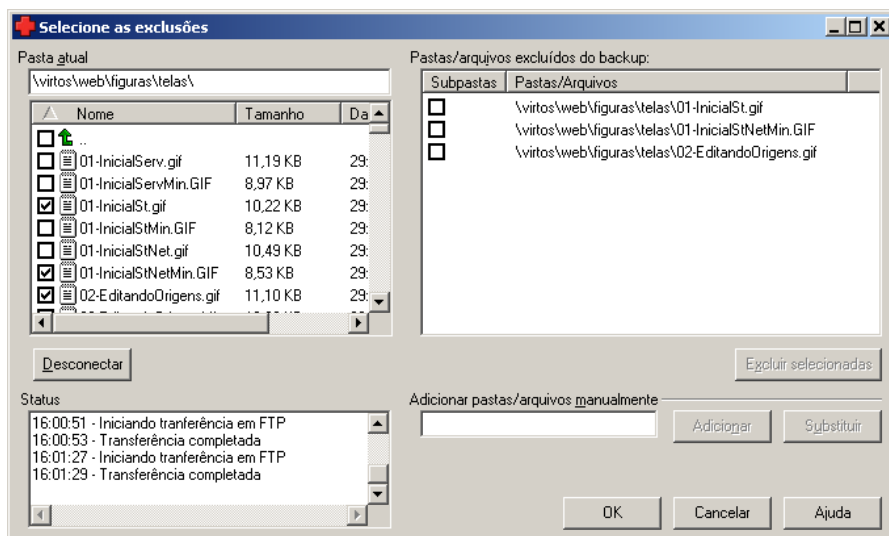 Selecione as exclusões
Pasta atual
\virtos\web\figuras\telas\
Nome Tamanho Da
..
01-InicialServ.gif 11,19 KB 29:
01-InicialServMin.GIF 8,97 KB 29:
01-InicialSt.gif 10,22 KB 29:
01-InicialStMin.GIF 8,12 KB 29:
01-InicialStNet.gif 10,49 KB 29:
01-InicialStNetMin.GIF 8,53 KB 29:
02-EditandoOrigens.gif 11,10 KB 29:
Desconectar
Status
16:00:51 - Iniciando tranferência em FTP
16:00:53 - Transferência completada
16:01:27 - Iniciando tranferência em FTP
16:01:29 - Transferência completada
Pastas/arquivos excluídos do backup:
Subpastas Pastas/Arquivos
\virtos\web\figuras\telas\01-InicialSt.gif
\virtos\web\figuras\telas\01-InicialStNetMin.GIF
\virtos\web\figuras\telas\02-EditandoOrigens.gif
Excluir selecionadas
Adicionar pastas/arquivos manualmente
Adicionar Substituir
OK Cancelar Ajuda